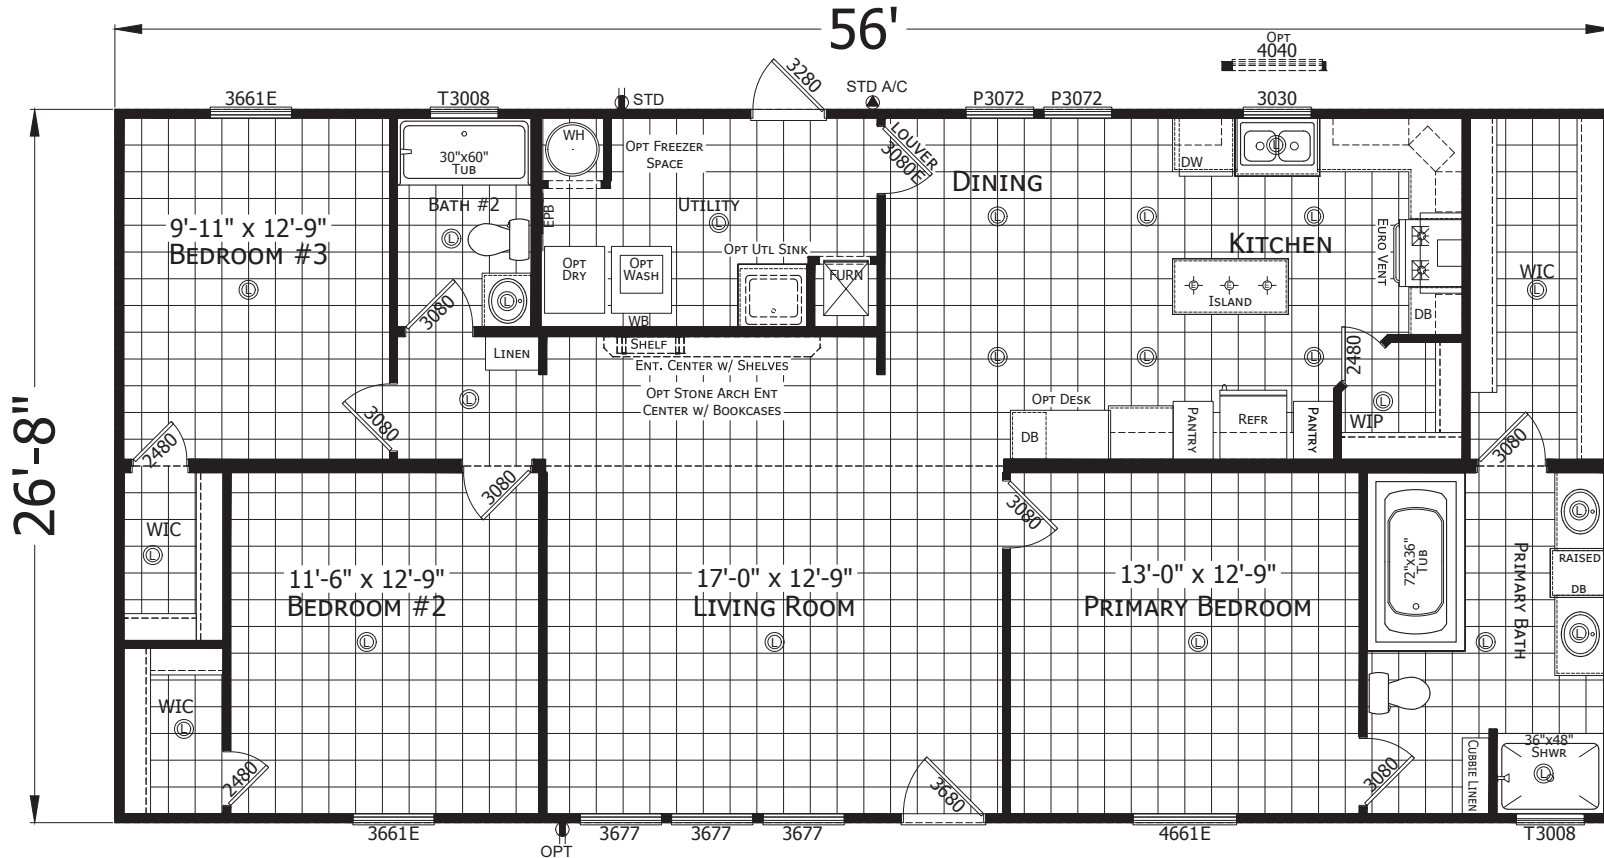 56'
OPT
4040
3661E
T3008
STD
3280
STD A/C
P3072
P3072
3030
30"x60"
TUB
WH
OPT FREEZER
SPACE
LOUVER
3080E
DINING
DW
9'-11" x 12'-9"
BEDROOM #3
BATH #2
EPB
UTILITY
OPT UTL SINK
KITCHEN
EURO VENT
WIC
OPT
DRY
OPT
WASH
FURN
E
E
E
ISLAND
DB
L
L
L
L
L
L
L
L
L
3080
WB
SHELF
LINEN
ENT. CENTER W/ SHELVES
OPT STONE ARCH ENT
CENTER W/ BOOKCASES
L
L
L
L
2480
OPT DESK
DB
PANTRY
REFR
PANTRY
WIP
L
3080
2480
3080
3080
3080
26'-8"
WIC
L
11'-6" x 12'-9"
BEDROOM #2
L
17'-0" x 12'-9"
LIVING ROOM
L
13'-0" x 12'-9"
PRIMARY BEDROOM
L
72"x36"
TUB
PRIMARY BATH
L
L
RAISED
DB
L
WIC
L
2480
3680
3080
CUBBIE LINEN
36"x48"
SHWR
L
3661E
OPT
3677
3677
3677
4661E
T3008